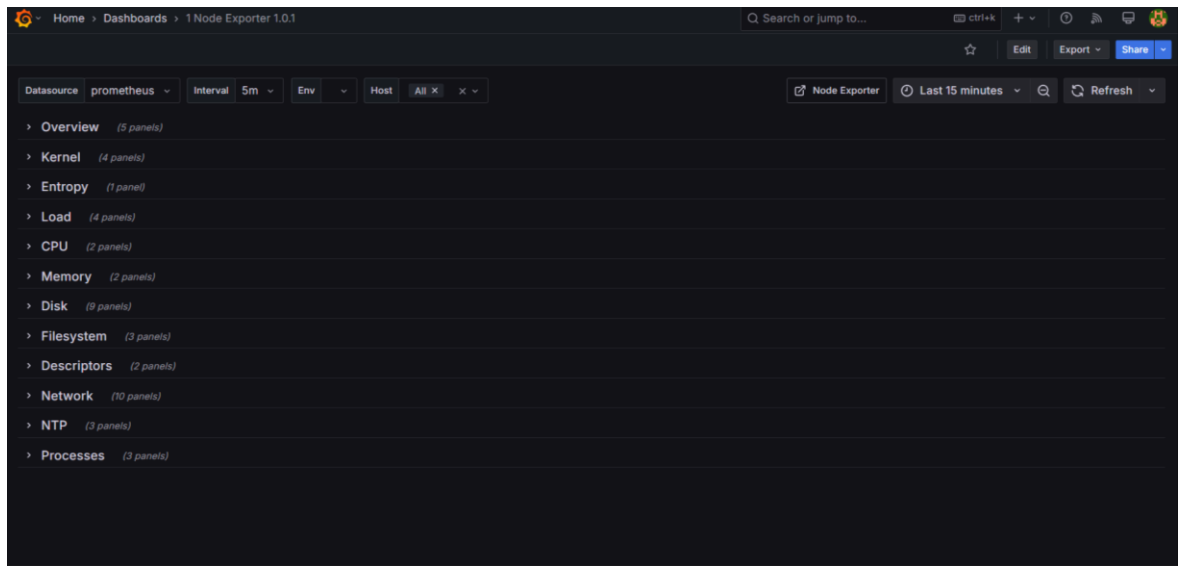 Home › Dashboards › 1 Node Exporter 1.0.1 Search or jump to... ctrl+k
Edit Export Share
Datasource prometheus Interval 5m Env Host All × Node Exporter Last 15 minutes Refresh
Overview (5 panels)
Kernel (4 panels)
Entropy (1 panel)
Load (4 panels)
CPU (2 panels)
Memory (2 panels)
Disk (9 panels)
Filesystem (3 panels)
Descriptors (2 panels)
Network (10 panels)
NTP (3 panels)
Processes (3 panels)